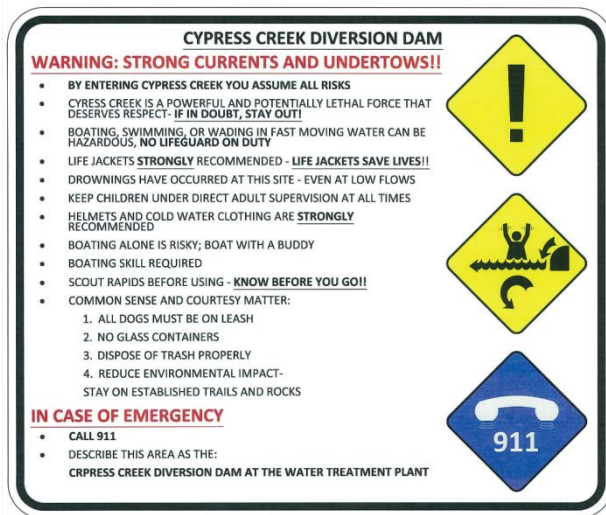 CYPRESS CREEK DIVERSION DAM
WARNING: STRONG CURRENTS AND UNDERTOWS!!
• BY ENTERING CYPRESS CREEK YOU ASSUME ALL RISKS
• CYRESS CREEK IS A POWERFUL AND POTENTIALLY LETHAL FORCE THAT
DESERVES RESPECT- IF IN DOUBT, STAY OUT!
• BOATING, SWIMMING, OR WADING IN FAST MOVING WATER CAN BE
HAZARDOUS, NO LIFEGUARD ON DUTY
• LIFE JACKETS STRONGLY RECOMMENDED - LIFE JACKETS SAVE LIVES!!
• DROWNINGS HAVE OCCURRED AT THIS SITE - EVEN AT LOW FLOWS
• KEEP CHILDREN UNDER DIRECT ADULT SUPERVISION AT ALL TIMES
• HELMETS AND COLD WATER CLOTHING ARE STRONGLY
RECOMMENDED
• BOATING ALONE IS RISKY; BOAT WITH A BUDDY
• BOATING SKILL REQUIRED
• SCOUT RAPIDS BEFORE USING - KNOW BEFORE YOU GO!!
• COMMON SENSE AND COURTESY MATTER:
1. ALL DOGS MUST BE ON LEASH
2. NO GLASS CONTAINERS
3. DISPOSE OF TRASH PROPERLY
4. REDUCE ENVIRONMENTAL IMPACT-
STAY ON ESTABLISHED TRAILS AND ROCKS
IN CASE OF EMERGENCY
• CALL 911
• DESCRIBE THIS AREA AS THE:
CRPRESS CREEK DIVERSION DAM AT THE WATER TREATMENT PLANT
!
911